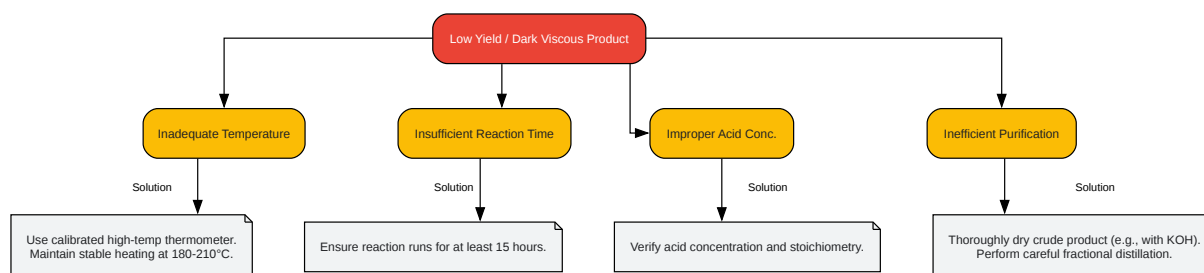 Low Yield / Dark Viscous Product
Inadequate Temperature
Insufficient Reaction Time
Improper Acid Conc.
Inefficient Purification
Solution
Solution
Solution
Solution
Use calibrated high-temp thermometer.
Maintain stable heating at 180-210°C.
Ensure reaction runs for at least 15 hours.
Verify acid concentration and stoichiometry.
Thoroughly dry crude product (e.g., with KOH).
Perform careful fractional distillation.